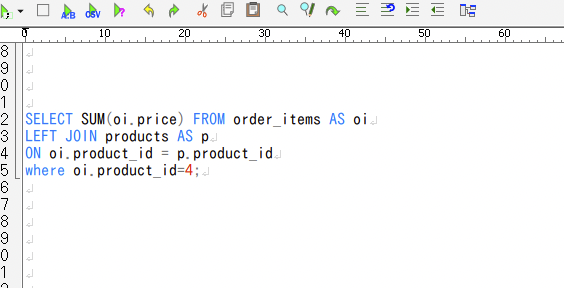 A:B CSV ?
0 10 20 30 40 50 60
8
9
0
1
2 SELECT SUM(oi.price) FROM order_items AS oi
3 LEFT JOIN products AS p
4 ON oi.product_id = p.product_id
5 where oi.product_id=4;
6
7
8
9
0
1